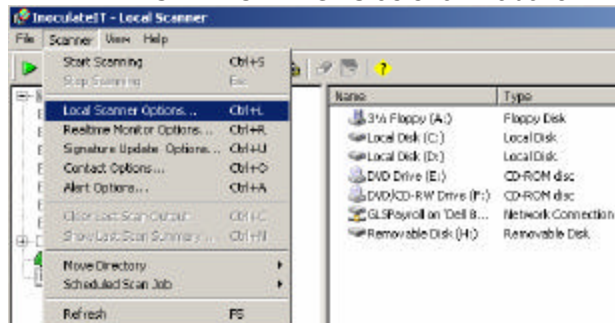 InoculateIT - Local Scanner
File Scanner View Help
Start Scanning Ctrl+S
Stop Scanning Esc
Local Scanner Options... Ctrl+L
Realtime Monitor Options... Ctrl+R
Signature Update Options... Ctrl+U
Contact Options... Ctrl+O
Alert Options... Ctrl+A
Clear Last Scan Output Ctrl+C
Show Last Scan Summary... Ctrl+N
Move Directory
Scheduled Scan Job
Refresh F5
Name Type
3½ Floppy (A:) Floppy Disk
Local Disk (C:) Local Disk
Local Disk (D:) Local Disk
DVD Drive (E:) CD-ROM disc
DVD/CD-RW Drive (F:) CD-ROM disc
GLSPayroll on 'Dell 8... Network Connection
Removable Disk (H:) Removable Disk